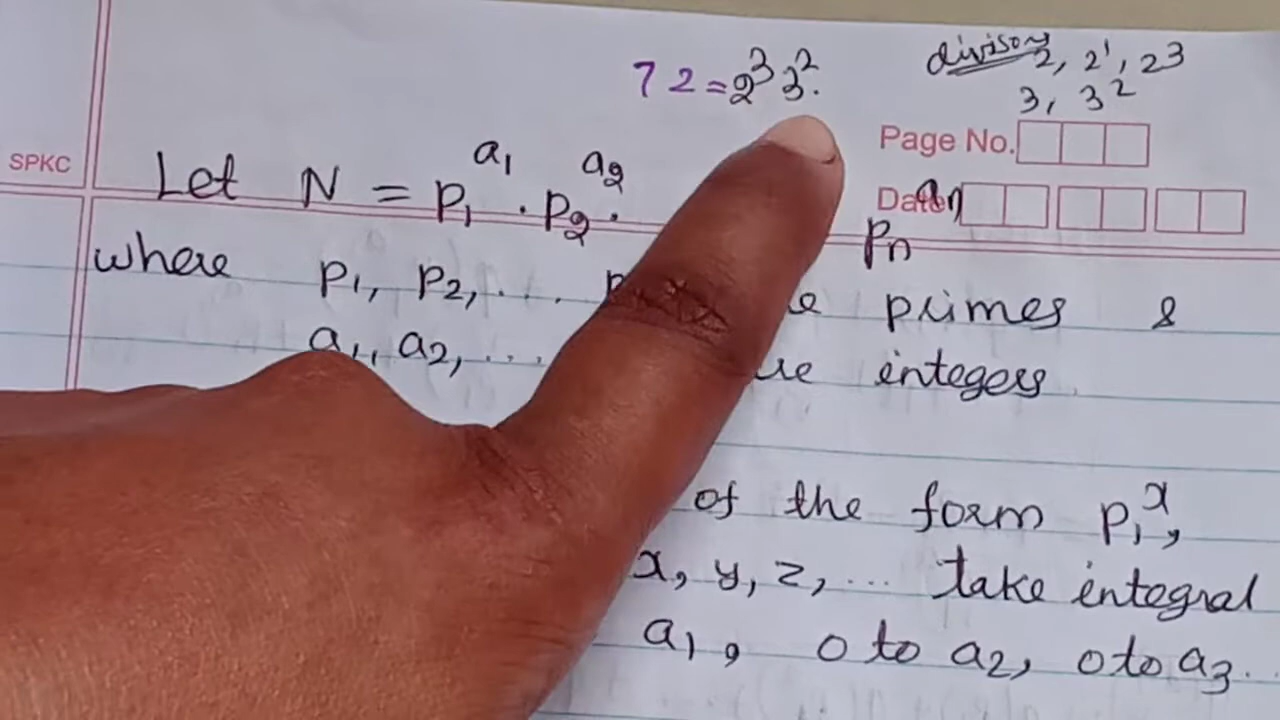 divisors 2, 2¹, 2³
72 = 2³ 3².
3, 3²
Page No.
SPKC
Let N = p₁^a₁ . p₂^a₂ . pₙ^aₙ
Date
where p₁, p₂, ... primes &
a₁, a₂, ... integers
of the form p₁^x,
x, y, z, ... take integral
a₁, 0 to a₂, 0 to a₃.